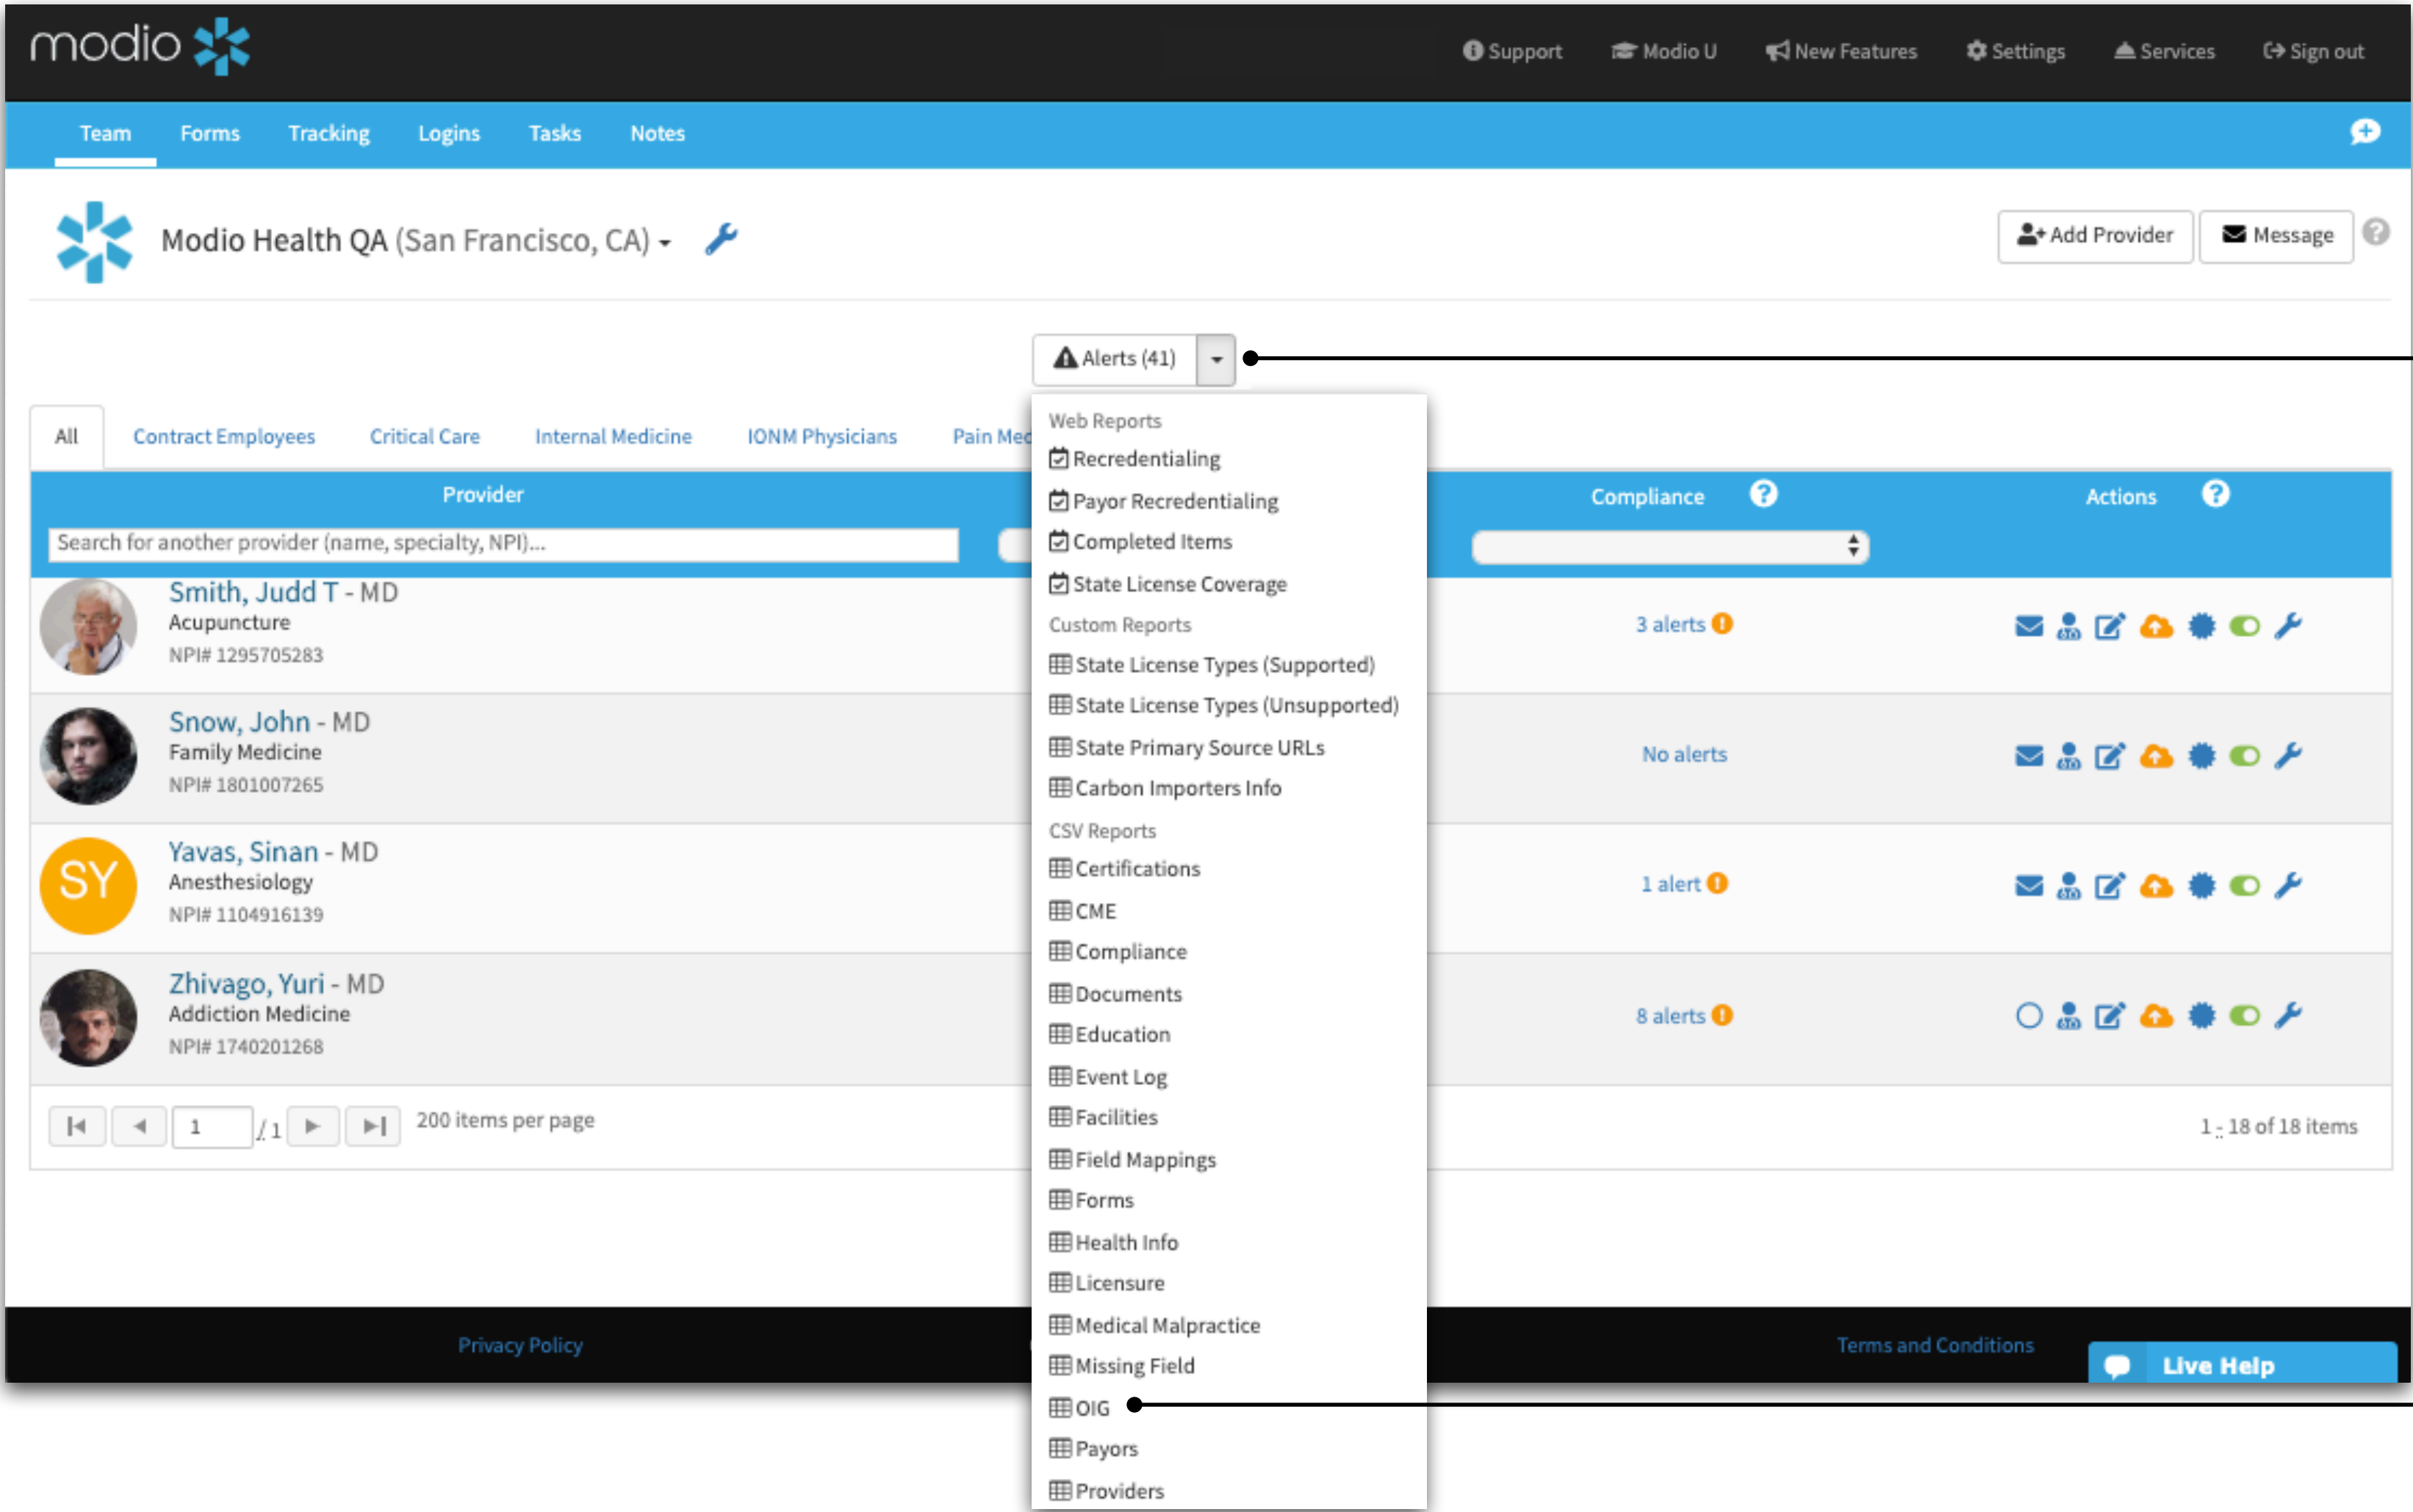 modio
Support Modio U New Features Settings Services Sign out
Team Forms Tracking Logins Tasks Notes
Modio Health QA (San Francisco, CA)
Add Provider Message
Alerts (41)
All Contract Employees Critical Care Internal Medicine IONM Physicians Pain Med
Provider Compliance Actions
Search for another provider (name, specialty, NPI)...
Smith, Judd T - MD
Acupuncture
NPI# 1295705283
3 alerts
Snow, John - MD
Family Medicine
NPI# 1801007265
No alerts
SY
Yavas, Sinan - MD
Anesthesiology
NPI# 1104916139
1 alert
Zhivago, Yuri - MD
Addiction Medicine
NPI# 1740201268
8 alerts
1 / 1 200 items per page
1 - 18 of 18 items
Web Reports
Recredentialing
Payor Recredentialing
Completed Items
State License Coverage
Custom Reports
State License Types (Supported)
State License Types (Unsupported)
State Primary Source URLs
Carbon Importers Info
CSV Reports
Certifications
CME
Compliance
Documents
Education
Event Log
Facilities
Field Mappings
Forms
Health Info
Licensure
Medical Malpractice
Missing Field
OIG
Payors
Providers
Privacy Policy
Terms and Conditions
Live Help